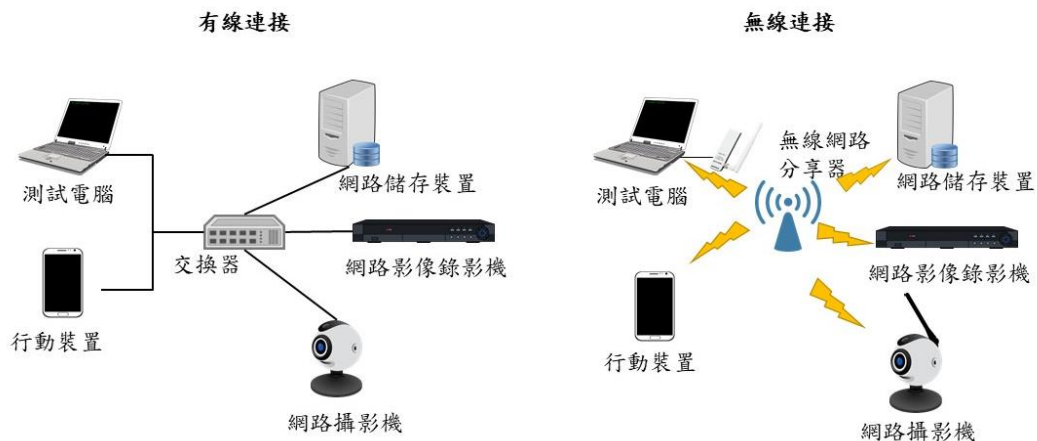 有線連接
測試電腦
網路儲存裝置
交換器
網路影像錄影機
行動裝置
網路攝影機
無線連接
無線網路
分享器
測試電腦
網路儲存裝置
網路影像錄影機
行動裝置
網路攝影機